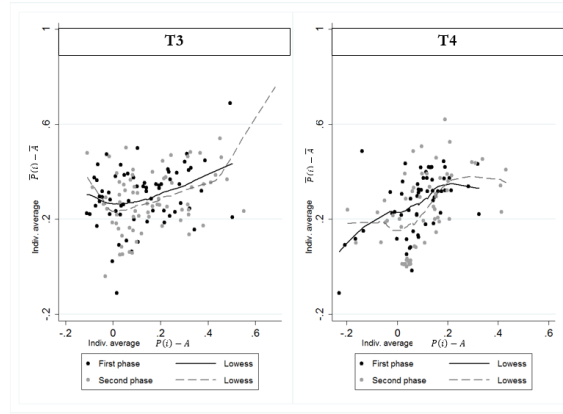 T3
T4
1
.6
.2
-.2
Indiv. average P̅(i) − A̅
-.2 0 .2 .4 .6
Indiv. average P(i) − A
First phase Lowess
Second phase Lowess
1
.6
.2
-.2
Indiv. average P̅(i) − A̅
-.2 0 .2 .4 .6
Indiv. average P(i) − A
First phase Lowess
Second phase Lowess